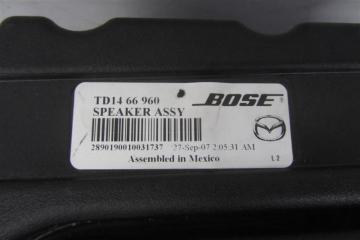 TD14 66 960 BOSE®
SPEAKER ASSY
2890190010031737 27-Sep-07 2:05:31 AM
Assembled in Mexico L2